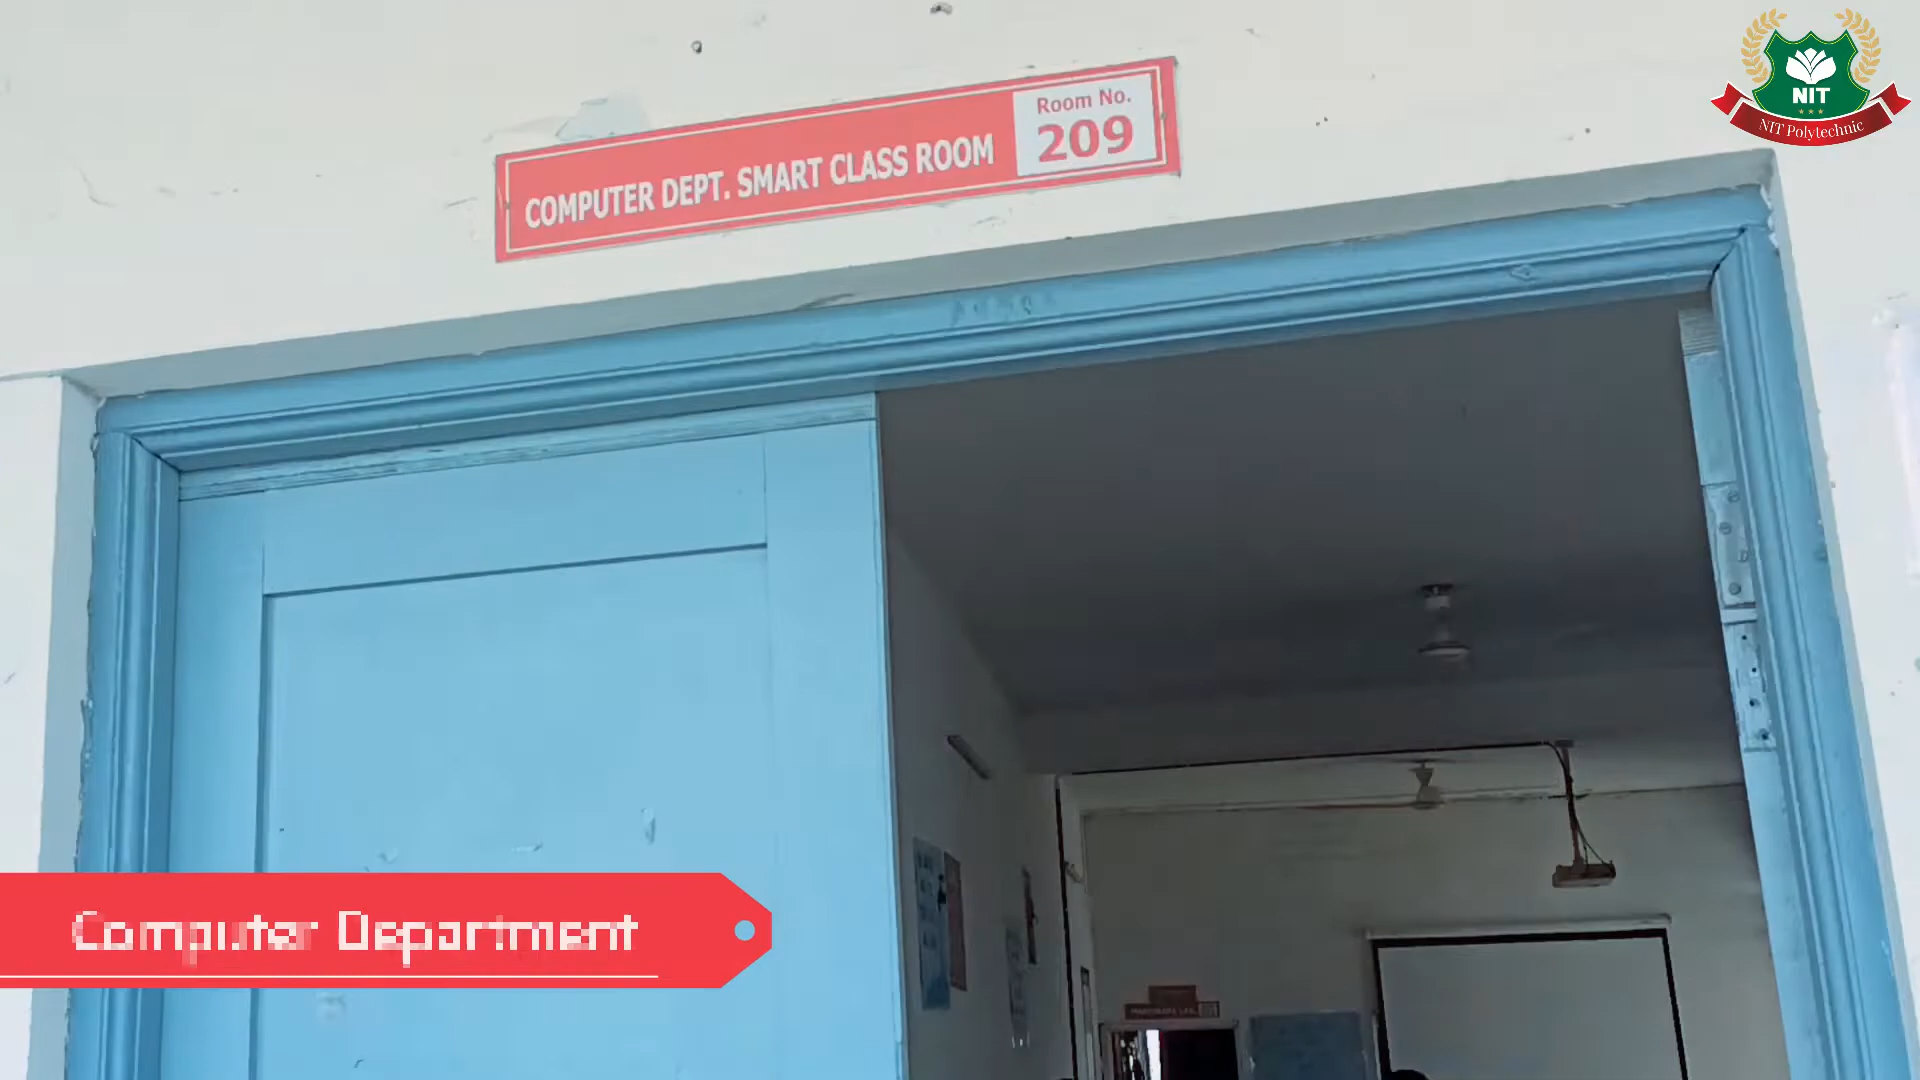 COMPUTER DEPT. SMART CLASS ROOM
Room No.
209
NIT
NIT Polytechnic
Computer Department